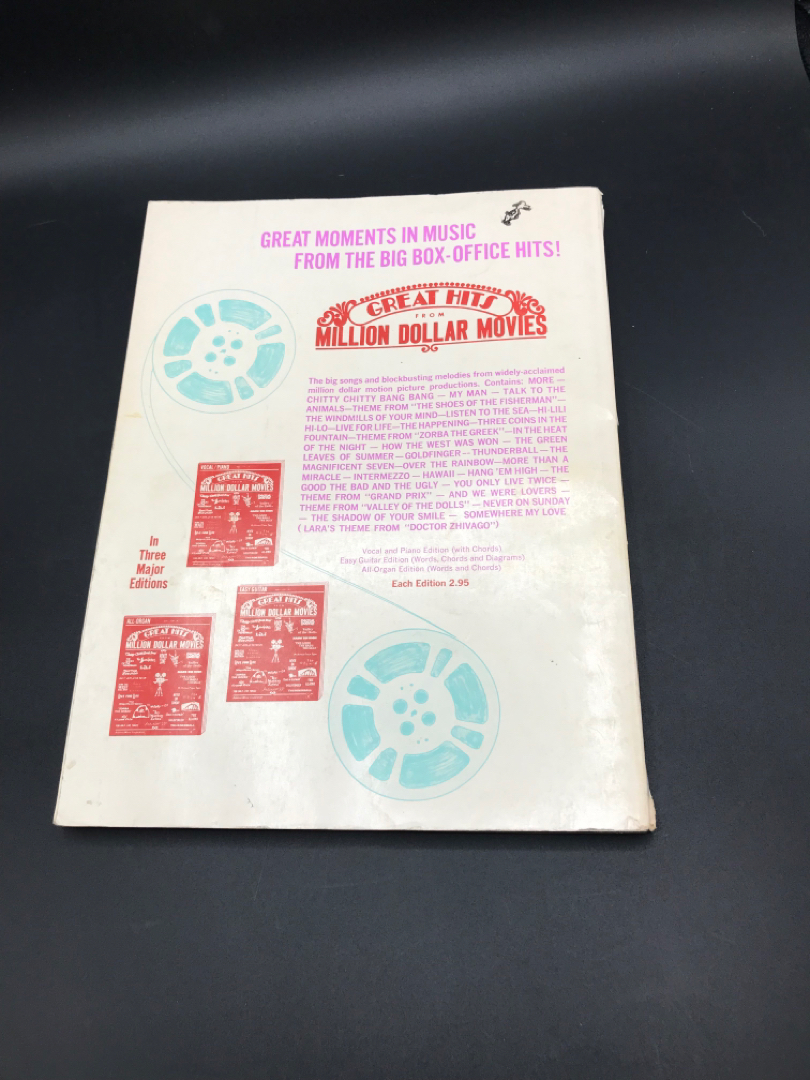 GREAT MOMENTS IN MUSIC
FROM THE BIG BOX-OFFICE HITS!
GREAT HITS
FROM
MILLION DOLLAR MOVIES
The big songs and blockbusting melodies from widely-acclaimed
million dollar motion picture productions. Contains: MORE —
CHITTY CHITTY BANG BANG — MY MAN — TALK TO THE
ANIMALS—THEME FROM "THE SHOES OF THE FISHERMAN"—
THE WINDMILLS OF YOUR MIND—LISTEN TO THE SEA—HI-LILI
HI-LO—LIVE FOR LIFE—THE HAPPENING—THREE COINS IN THE
FOUNTAIN—THEME FROM "ZORBA THE GREEK"—IN THE HEAT
OF THE NIGHT — HOW THE WEST WAS WON — THE GREEN
LEAVES OF SUMMER—GOLDFINGER—THUNDERBALL—THE
MAGNIFICENT SEVEN—OVER THE RAINBOW—MORE THAN A
MIRACLE — INTERMEZZO — HAWAII — HANG 'EM HIGH — THE
GOOD THE BAD AND THE UGLY — YOU ONLY LIVE TWICE —
THEME FROM "GRAND PRIX" — AND WE WERE LOVERS —
THEME FROM "VALLEY OF THE DOLLS" — NEVER ON SUNDAY
— THE SHADOW OF YOUR SMILE — SOMEWHERE MY LOVE
(LARA'S THEME FROM "DOCTOR ZHIVAGO")
Vocal and Piano Edition (with Chords)
Easy Guitar Edition (Words, Chords and Diagrams)
All-Organ Edition (Words and Chords)
Each Edition 2.95
In
Three
Major
Editions
VOCAL/PIANO
GREAT HITS
MILLION DOLLAR MOVIES
EASY GUITAR
GREAT HITS
MILLION DOLLAR MOVIES
ALL ORGAN
GREAT HITS
MILLION DOLLAR MOVIES